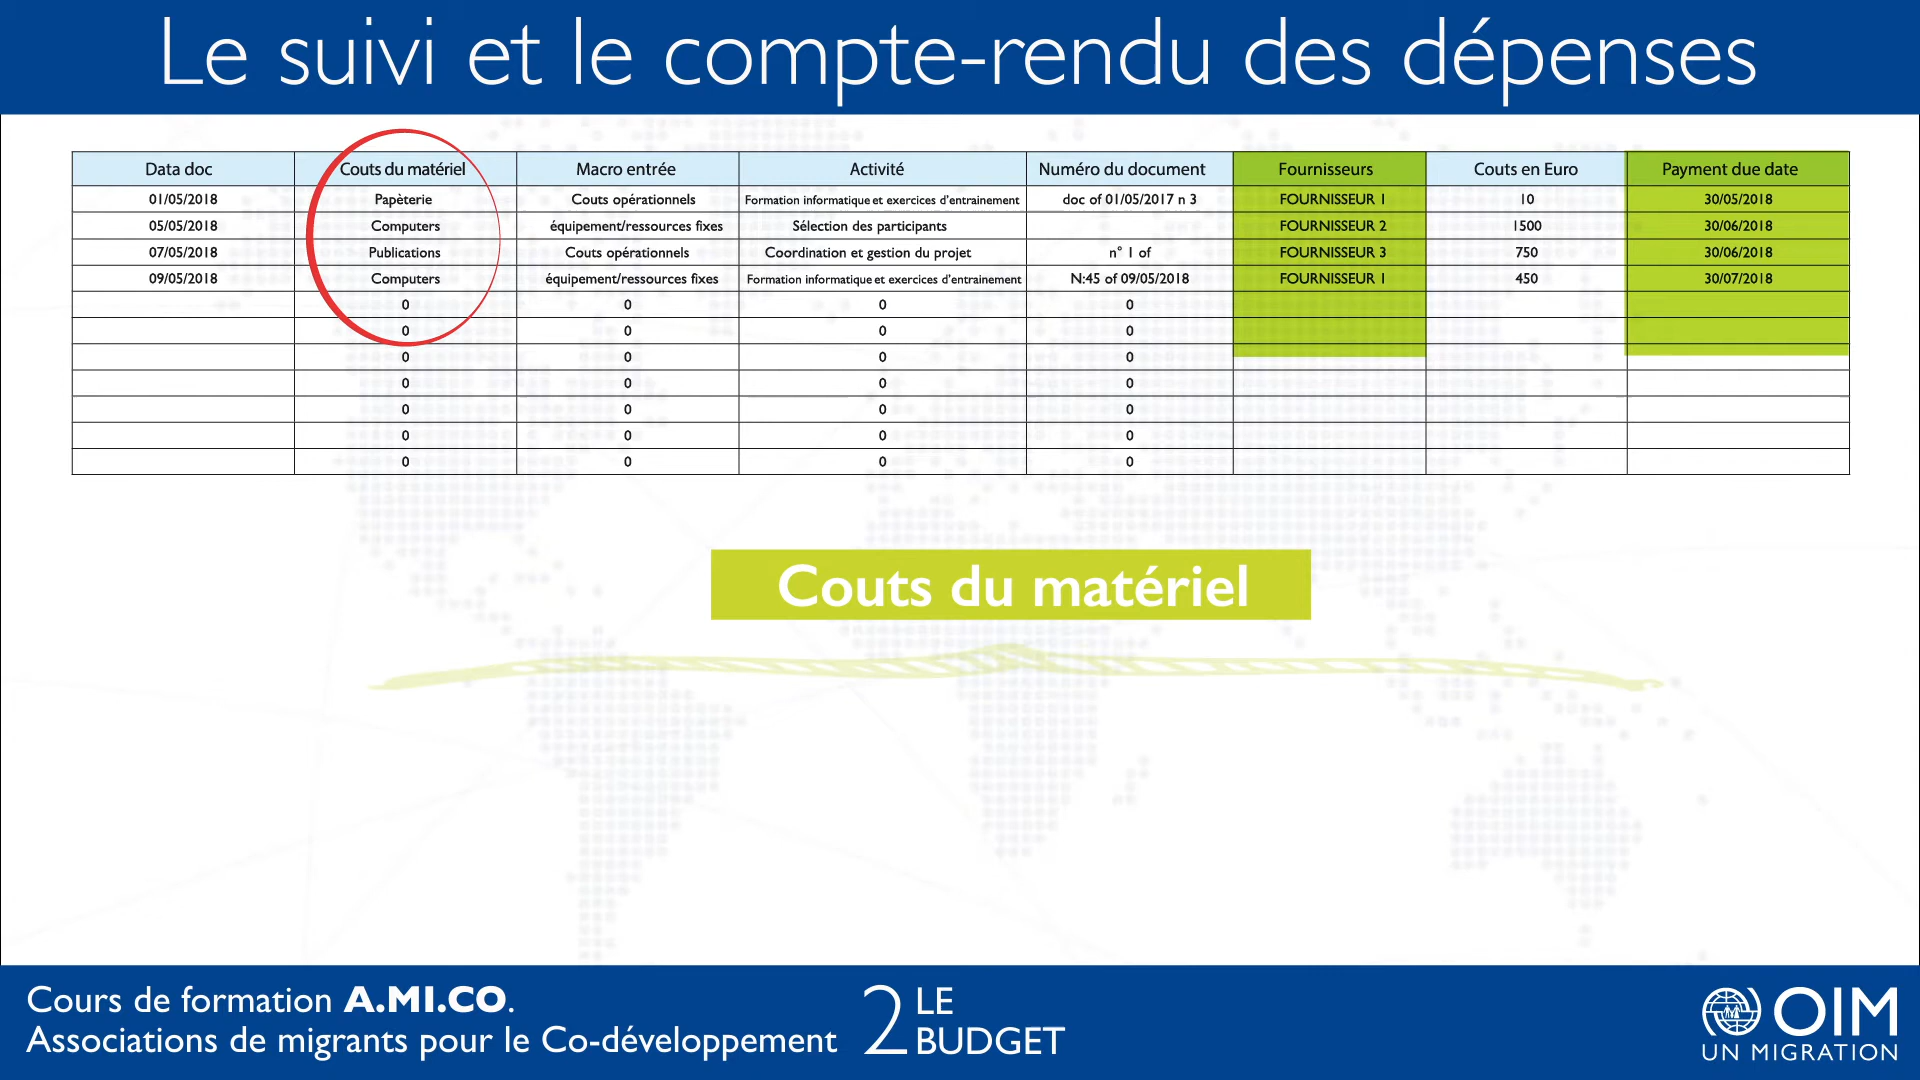 Le suivi et le compte-rendu des dépenses
Data doc Couts du matériel Macro entrée Activité Numéro du document Fournisseurs Couts en Euro Payment due date
01/05/2018 Papèterie Couts opérationnels Formation informatique et exercices d'entrainement doc of 01/05/2017 n 3 FOURNISSEUR 1 10 30/05/2018
05/05/2018 Computers équipement/ressources fixes Sélection des participants FOURNISSEUR 2 1500 30/06/2018
07/05/2018 Publications Couts opérationnels Coordination et gestion du projet n° 1 of FOURNISSEUR 3 750 30/06/2018
09/05/2018 Computers équipement/ressources fixes Formation informatique et exercices d'entrainement N:45 of 09/05/2018 FOURNISSEUR 1 450 30/07/2018
0 0 0 0
0 0 0 0
0 0 0 0
0 0 0 0
0 0 0 0
0 0 0 0
0 0 0 0
Couts du matériel
Cours de formation A.MI.CO.
Associations de migrants pour le Co-développement
2 LE
BUDGET
OIM
UN MIGRATION